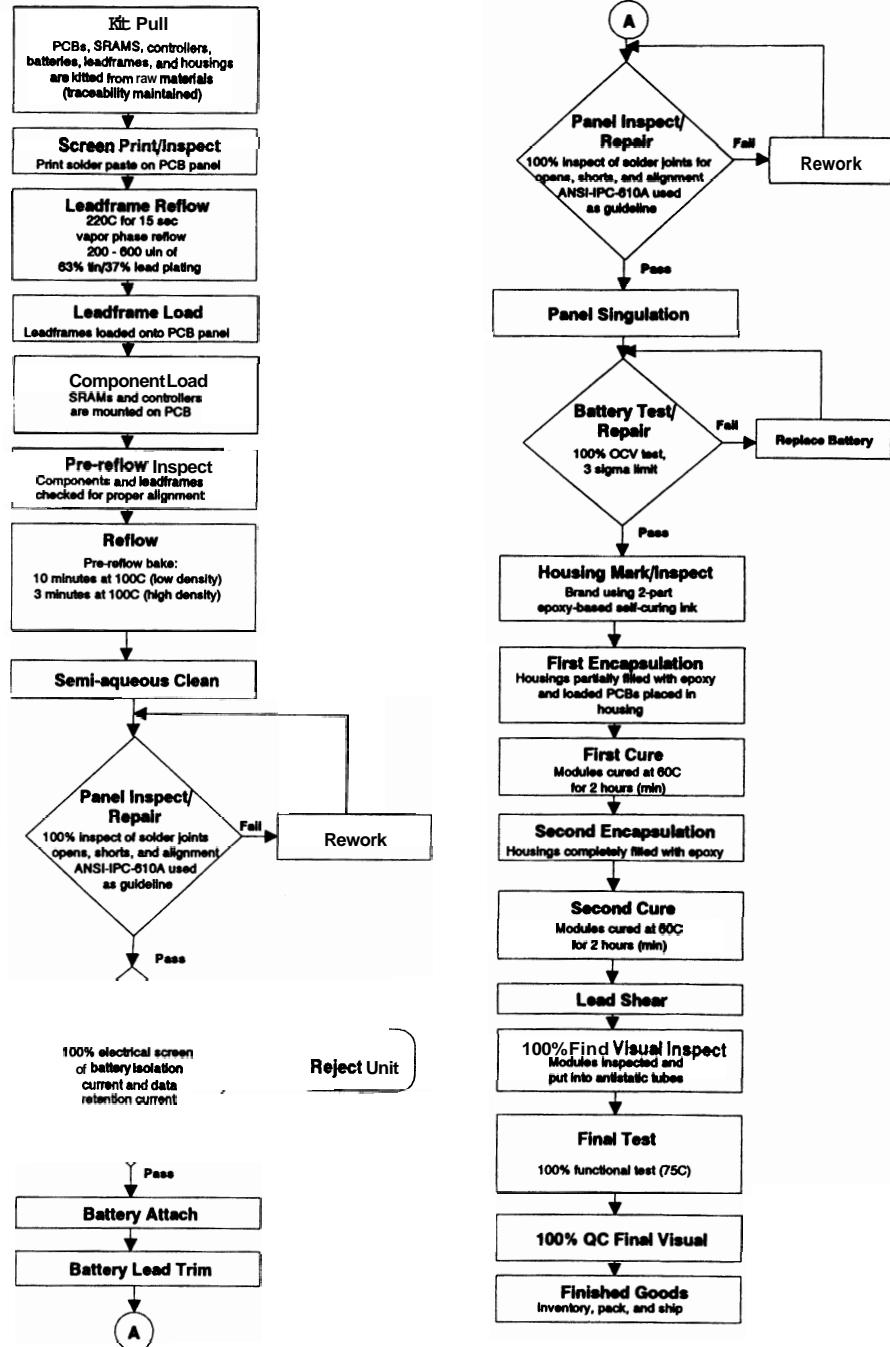 Kit Pull
PCBs, SRAMS, controllers,
batteries, leadframes, and housings
are kitted from raw materials
(traceability maintained)
Screen Print/Inspect
Print solder paste on PCB panel
Leadframe Reflow
220C for 15 sec
vapor phase reflow
200 - 600 uin of
63% tin/37% lead plating
Leadframe Load
Leadframes loaded onto PCB panel
Component Load
SRAMs and controllers
are mounted on PCB
Pre-reflow Inspect
Components and leadframes
checked for proper alignment
Reflow
Pre-reflow bake:
10 minutes at 100C (low density)
3 minutes at 100C (high density)
Semi-aqueous Clean
Panel Inspect/
Repair
100% inspect of solder joints
opens, shorts, and alignment
ANSI-IPC-610A used
as guideline
Fail
Rework
Pass
100% electrical screen
of battery isolation
current and data
retention current
Reject Unit
Pass
Battery Attach
Battery Lead Trim
A
A
Panel Inspect/
Repair
100% inspect of solder joints for
opens, shorts, and alignment
ANSI-IPC-610A used
as guideline
Fail
Rework
Pass
Panel Singulation
Battery Test/
Repair
100% OCV test,
3 sigma limit
Fail
Replace Battery
Pass
Housing Mark/Inspect
Brand using 2-part
epoxy-based self-curing ink
First Encapsulation
Housings partially filled with epoxy
and loaded PCBs placed in
housing
First Cure
Modules cured at 60C
for 2 hours (min)
Second Encapsulation
Housings completely filled with epoxy
Second Cure
Modules cured at 60C
for 2 hours (min)
Lead Shear
100% Find Visual Inspect
Modules inspected and
put into antistatic tubes
Final Test
100% functional test (75C)
100% QC Final Visual
Finished Goods
Inventory, pack, and ship